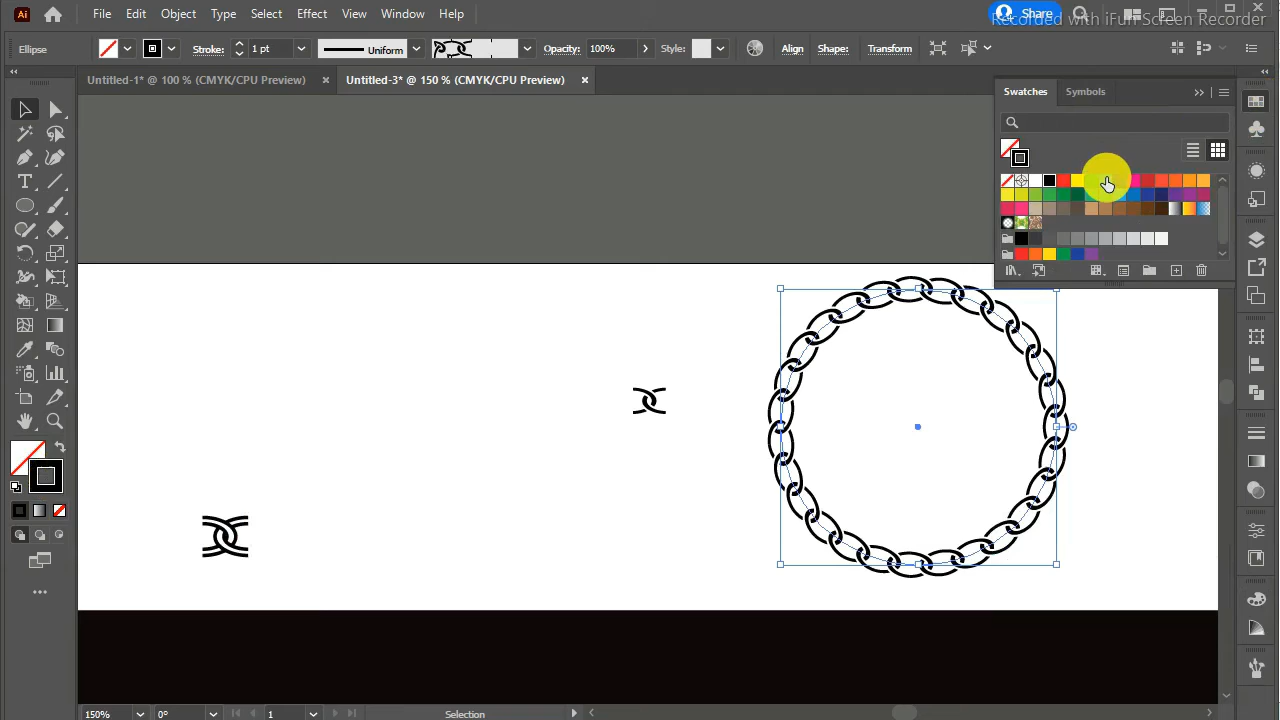 Ai File Edit Object Type Select Effect View Window Help Share
Recorded with iFun Screen Recorder
Ellipse Stroke: 1 pt Uniform Opacity: 100% Style: Align Shape: Transform
Untitled-1* @ 100 % (CMYK/CPU Preview) × Untitled-3* @ 150 % (CMYK/CPU Preview) ×
Swatches Symbols
150% 0° 1 Selection